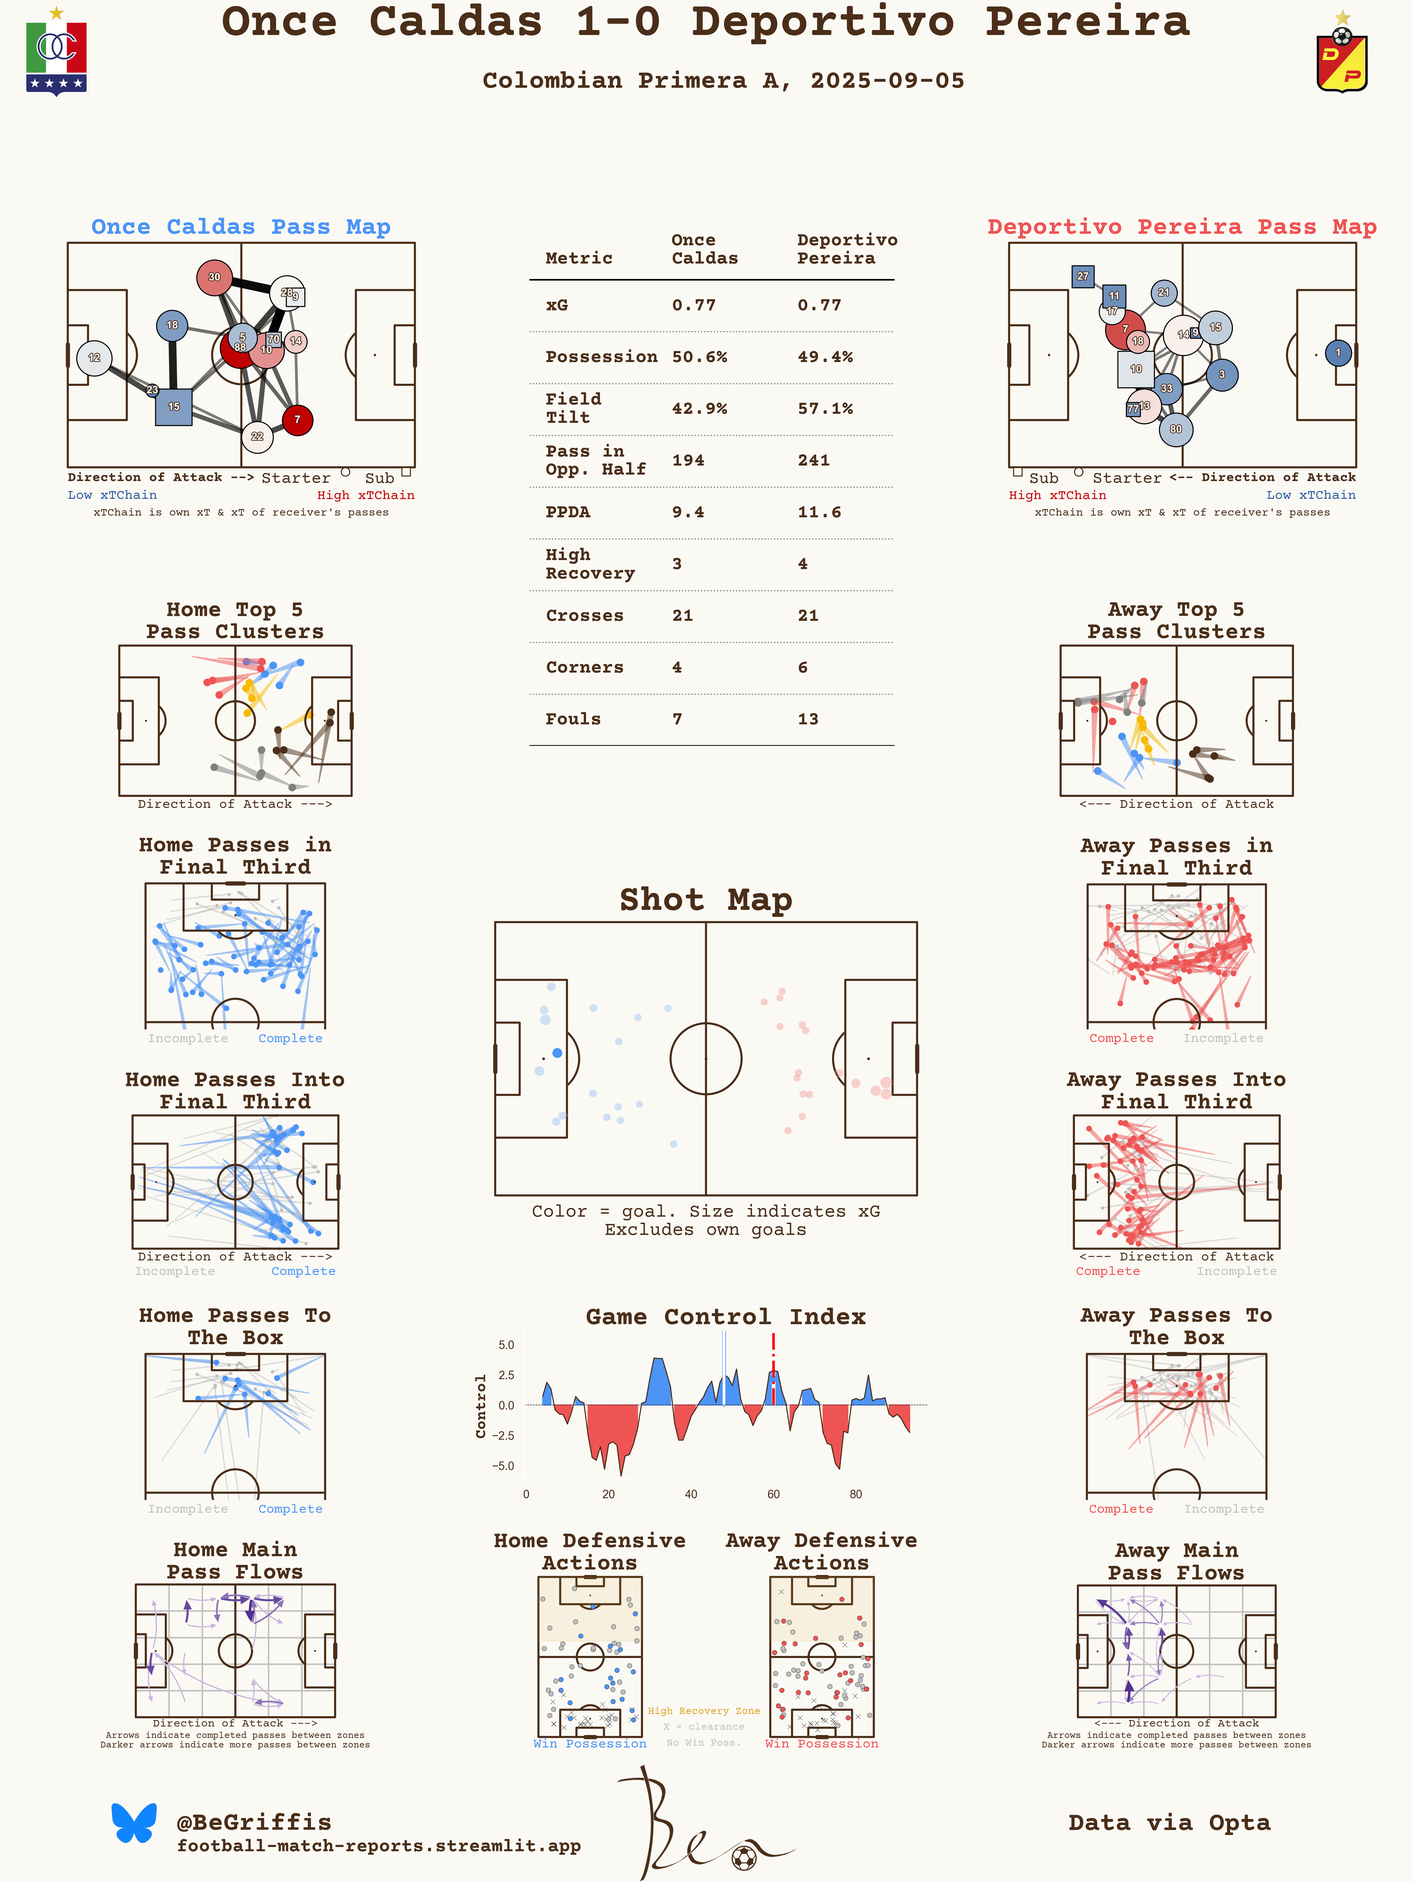 Once Caldas 1-0 Deportivo Pereira
Colombian Primera A, 2025-09-05
Once Caldas Pass Map
30
28
9
18
5
70
88
10
14
12
23
15
7
22
Direction of Attack --> Starter Sub
Low xTChain High xTChain
xTChain is own xT & xT of receiver's passes
Metric Once Caldas Deportivo Pereira
xG 0.77 0.77
Possession 50.6% 49.4%
Field Tilt 42.9% 57.1%
Pass in Opp. Half 194 241
PPDA 9.4 11.6
High Recovery 3 4
Crosses 21 21
Corners 4 6
Fouls 7 13
Deportivo Pereira Pass Map
27
11
21
17
7
18
14
9
15
1
10
3
33
77
13
80
Sub Starter <-- Direction of Attack
High xTChain Low xTChain
xTChain is own xT & xT of receiver's passes
Home Top 5
Pass Clusters
Direction of Attack --->
Away Top 5
Pass Clusters
<--- Direction of Attack
Home Passes in
Final Third
Incomplete Complete
Away Passes in
Final Third
Complete Incomplete
Shot Map
Color = goal. Size indicates xG
Excludes own goals
Home Passes Into
Final Third
Direction of Attack --->
Incomplete Complete
Away Passes Into
Final Third
<--- Direction of Attack
Complete Incomplete
Home Passes To
The Box
Incomplete Complete
Game Control Index
Control
5.0
2.5
0.0
−2.5
−5.0
0 20 40 60 80
Away Passes To
The Box
Complete Incomplete
Home Main
Pass Flows
Direction of Attack --->
Arrows indicate completed passes between zones
Darker arrows indicate more passes between zones
Home Defensive
Actions
Win Possession
High Recovery Zone
X = clearance
No Win Poss.
Away Defensive
Actions
Win Possession
Away Main
Pass Flows
<--- Direction of Attack
Arrows indicate completed passes between zones
Darker arrows indicate more passes between zones
@BeGriffis
football-match-reports.streamlit.app
Ben
Data via Opta